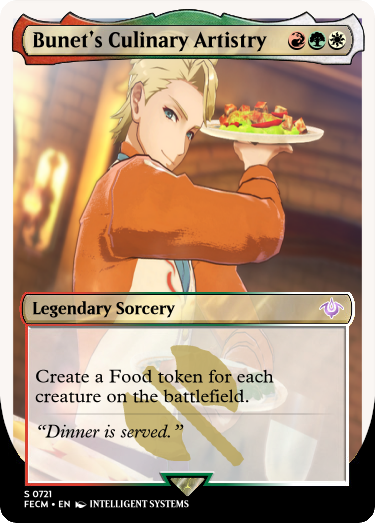 Bunet's Culinary Artistry
Legendary Sorcery
Create a Food token for each
creature on the battlefield.
“Dinner is served.”
S 0721
FECM • EN INTELLIGENT SYSTEMS